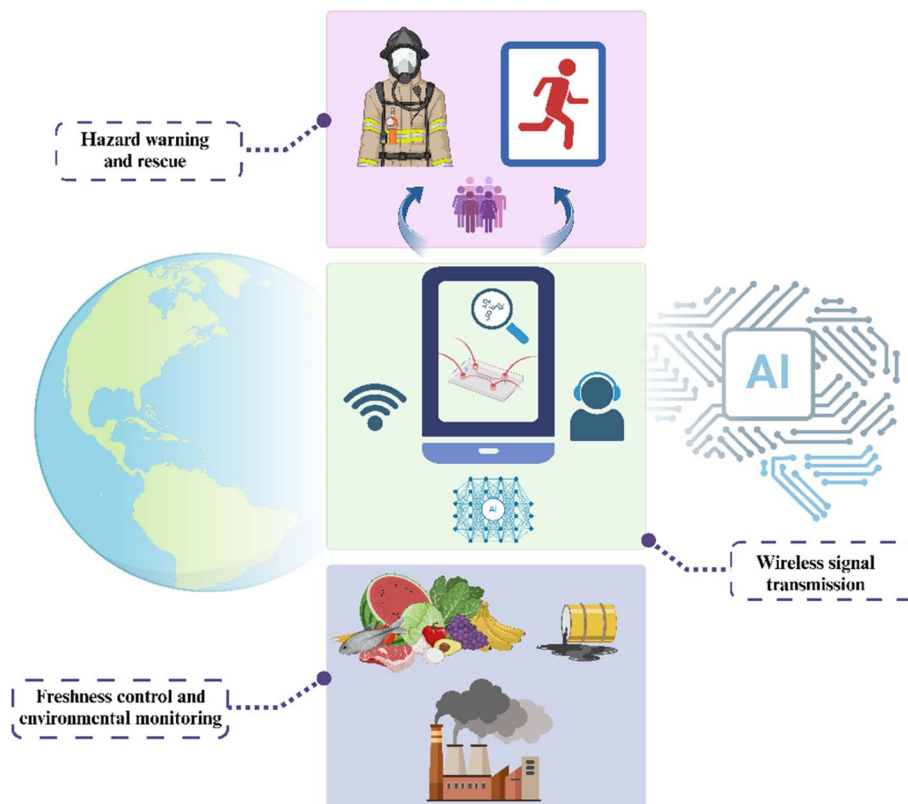 Hazard warning
and rescue
AI
AI
Wireless signal
transmission
Freshness control and
environmental monitoring